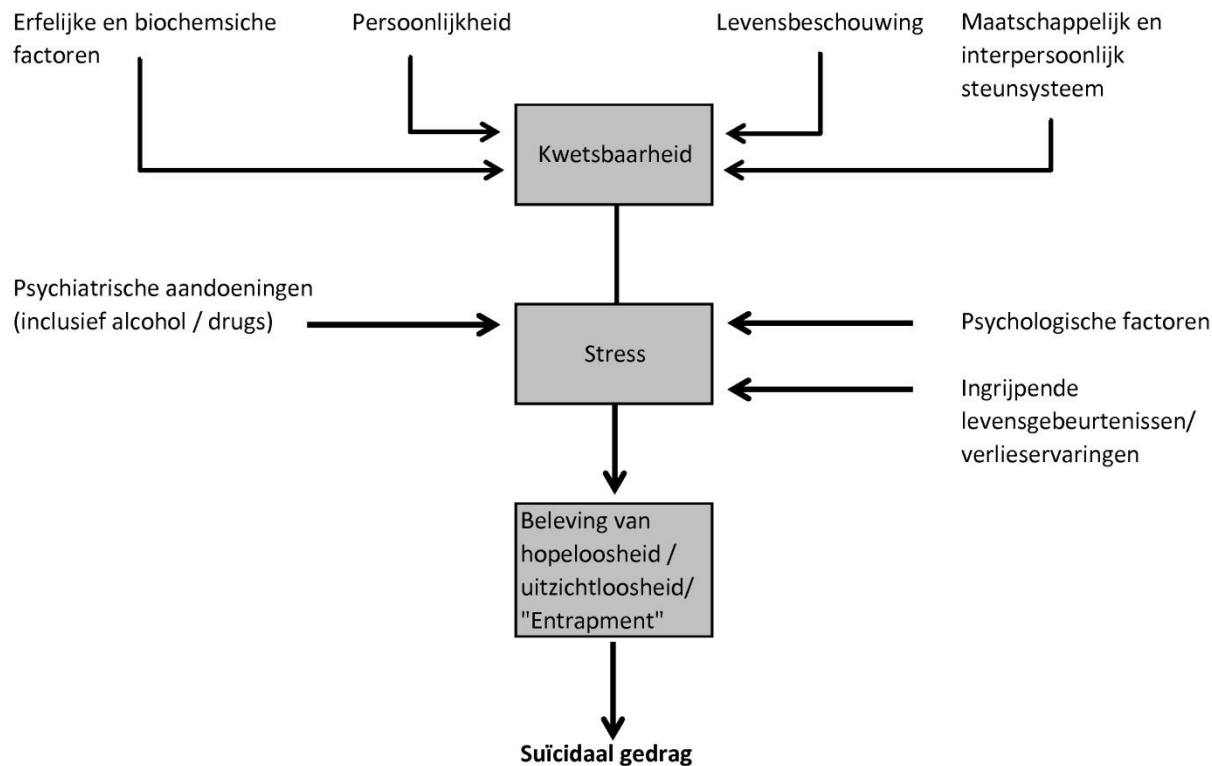 Erfelijke en biochemsiche
factoren
Persoonlijkheid
Levensbeschouwing
Maatschappelijk en
interpersoonlijk
steunsysteem
Kwetsbaarheid
Psychiatrische aandoeningen
(inclusief alcohol / drugs)
Stress
Psychologische factoren
Ingrijpende
levensgebeurtenissen/
verlieservaringen
Beleving van
hopeloosheid /
uitzichtloosheid/
"Entrapment"
Suïcidaal gedrag